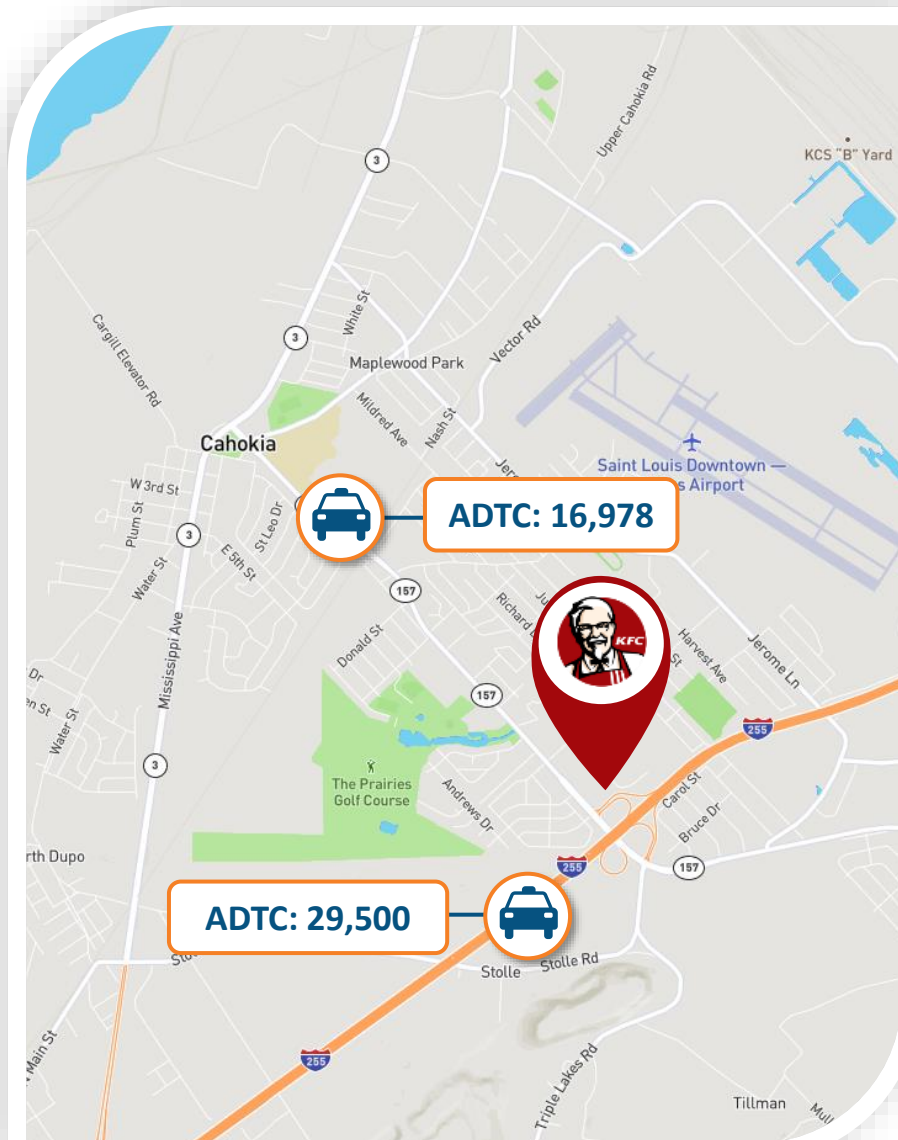 Upper Cahokia Rd
KCS "B" Yard
3
White St
Vector Rd
3
Cargill Elevator Rd
Maplewood Park
Mildred Ave
Nash St
Cahokia
Saint Louis Downtown —
Airport
W 3rd St
Plum St
St Leo Dr
ADTC: 16,978
3
E 5th St
Water St
157
Richard
KFC
Donald St
Harvest Ave
Jerome Ln
Mississippi Ave
Dr
St
Water St
157
255
3
The Prairies
Golf Course
Andrews Dr
Carol St
Bruce Dr
rth Dupo
255
157
ADTC: 29,500
Stolle
Stolle Rd
Main St
255
Triple Lakes Rd
Tillman